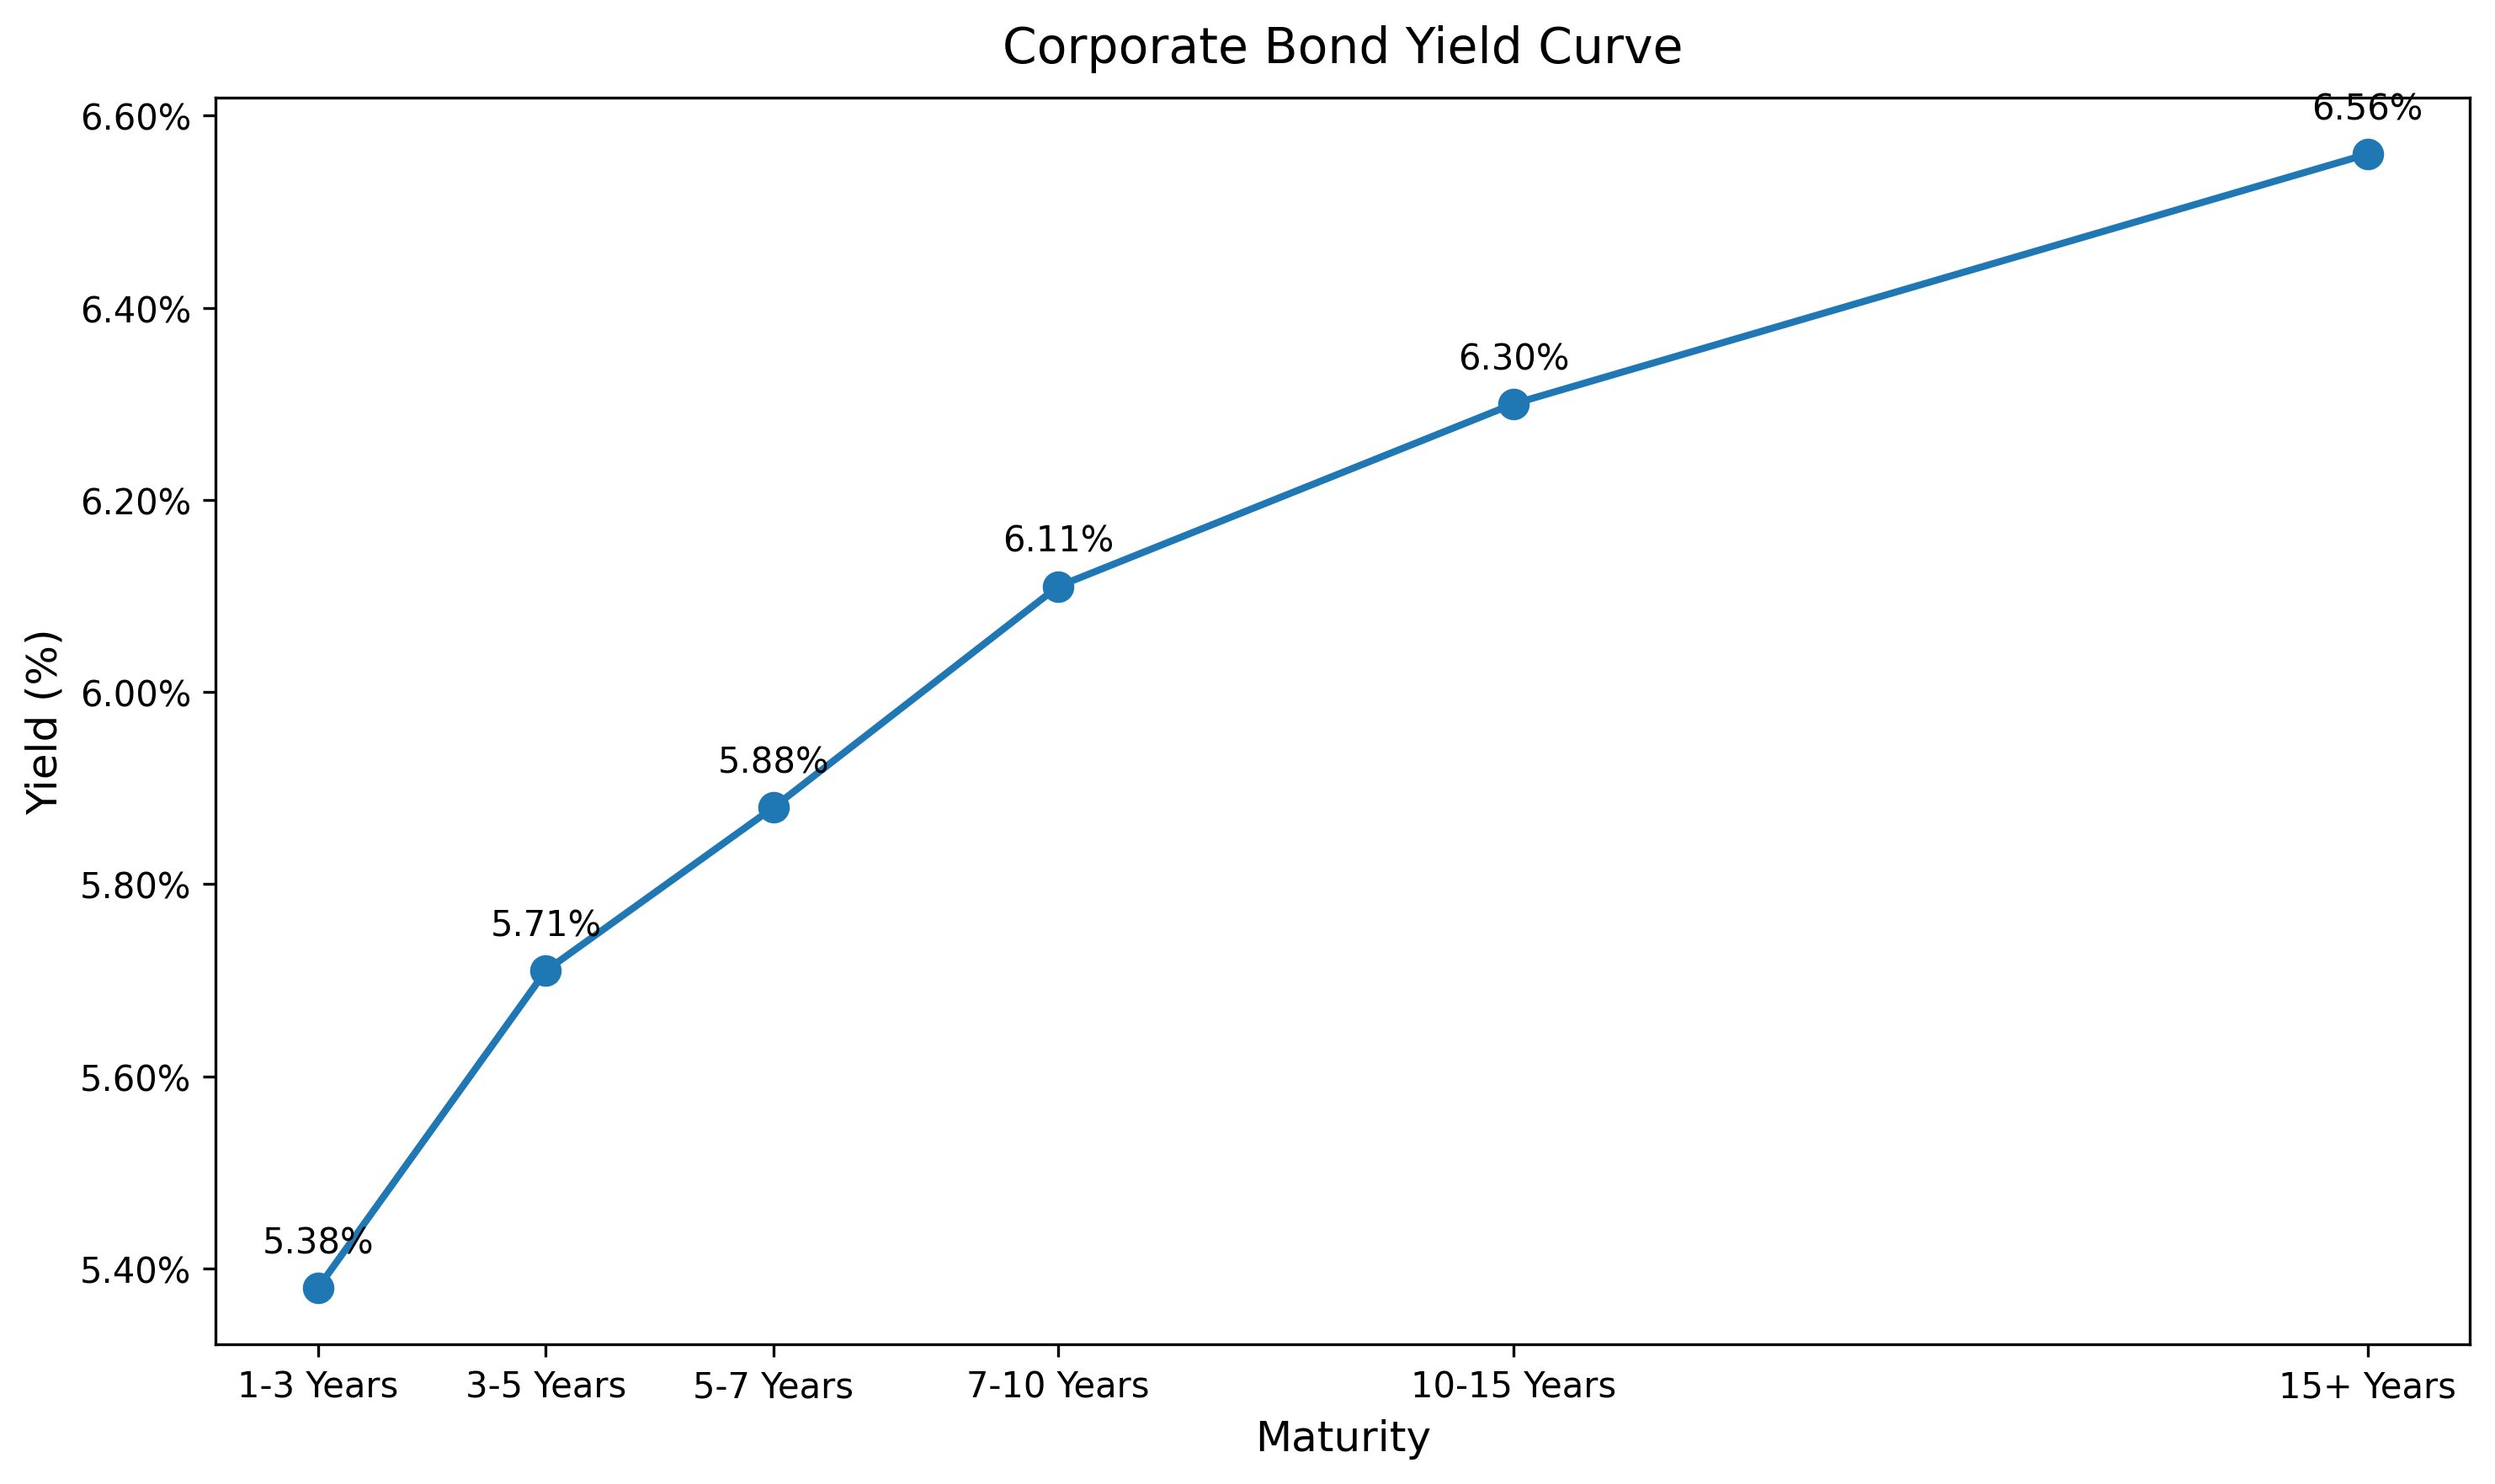 Corporate Bond Yield Curve
6.60%
6.40%
6.20%
6.00%
5.80%
5.60%
5.40%
Yield (%)
5.38%
5.71%
5.88%
6.11%
6.30%
6.56%
1-3 Years
3-5 Years
5-7 Years
7-10 Years
10-15 Years
15+ Years
Maturity